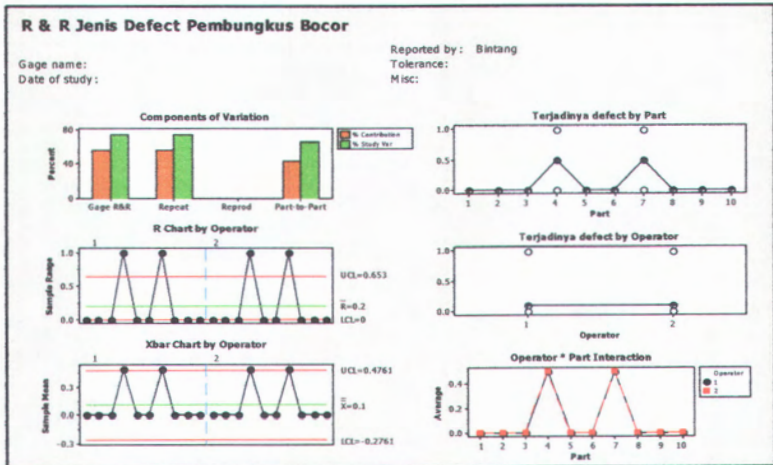 R & R Jenis Defect Pembungkus Bocor
Reported by : Bintang
Gage name:
Tolerance:
Date of study :
Misc:
Components of Variation
80
40
0
Percent
Gage R&R Repeat Reprod Part-to-Part
% Contribution
% Study Var
Terjadinya defect by Part
1.0
0.5
0.0
1 2 3 4 5 6 7 8 9 10
Part
R Chart by Operator
1 2
1.0
0.5
0.0
Sample Range
UCL=0.653
R=0.2
LCL=0
Terjadinya defect by Operator
1.0
0.5
0.0
1 2
Operator
Xbar Chart by Operator
1 2
0.3
0.0
-0.3
Sample Mean
UCL=0.4761
X=0.1
LCL=-0.2761
Operator * Part Interaction
0.4
0.2
0.0
Average
1 2 3 4 5 6 7 8 9 10
Part
Operator
1
2